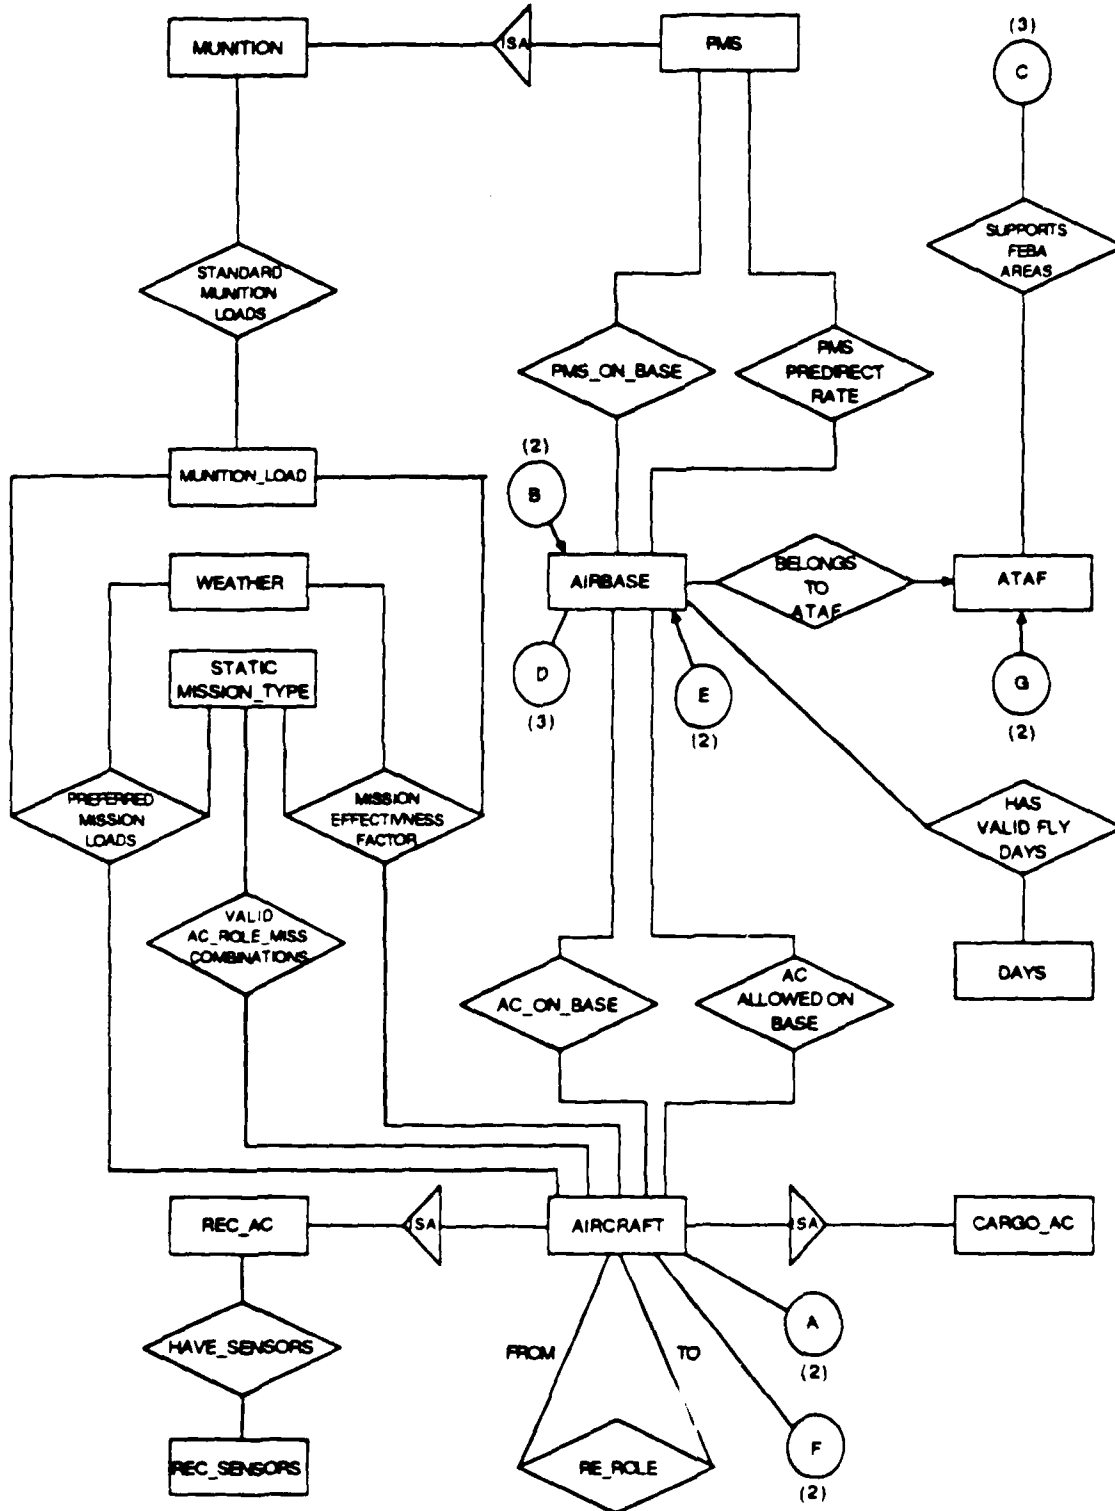 (3)
MUNITION
ISA
PMS
C
STANDARD
MUNITION
LOADS
SUPPORTS
FEBA
AREAS
PMS_ON_BASE
PMS
PREDIRECT
RATE
(2)
B
MUNITION_LOAD
WEATHER
AIRBASE
BELONGS
TO
ATAF
ATAF
STATIC
MISSION_TYPE
D
(3)
E
(2)
G
(2)
PREFERRED
MISSION
LOADS
MISSION
EFFECTIVNESS
FACTOR
HAS
VALID FLY
DAYS
VALID
AC_ROLE_MISS
COMBINATIONS
AC_ON_BASE
AC
ALLOWED ON
BASE
DAYS
REC_AC
ISA
AIRCRAFT
ISA
CARGO_AC
HAVE_SENSORS
FROM
TO
A
(2)
REC_SENSORS
RE_ROLE
F
(2)